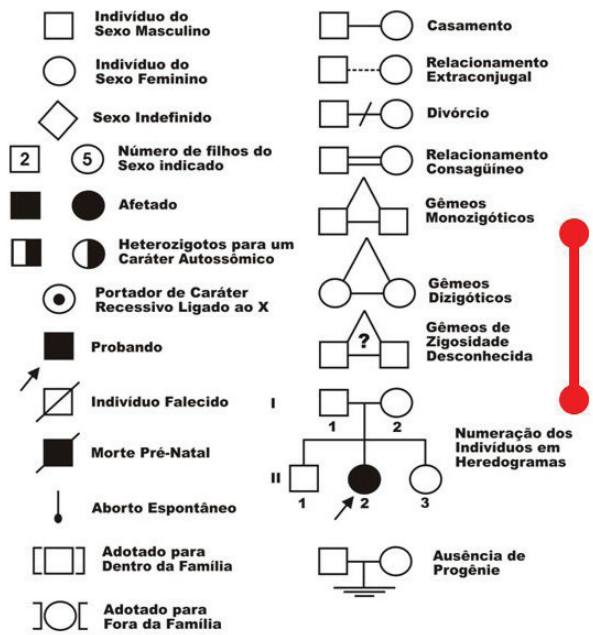 Indivíduo do
Sexo Masculino
Indivíduo do
Sexo Feminino
Sexo Indefinido
2
5
Número de filhos do
Sexo indicado
Afetado
Heterozigotos para um
Caráter Autossômico
Portador de Caráter
Recessivo Ligado ao X
Probando
Indivíduo Falecido
Morte Pré-Natal
Aborto Espontâneo
Adotado para
Dentro da Família
Adotado para
Fora da Família
Casamento
Relacionamento
Extraconjugal
Divórcio
Relacionamento
Consagüíneo
Gêmeos
Monozigóticos
Gêmeos
Dizigóticos
?
Gêmeos de
Zigosidade
Desconhecida
I
1
2
Numeração dos
Indivíduos em
Heredogramas
II
1
2
3
Ausência de
Progênie